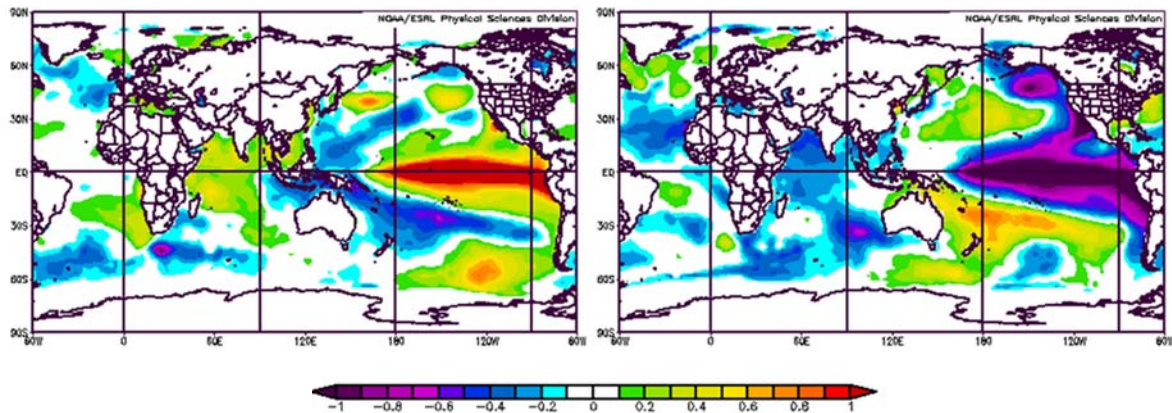 NOAA/ESRL Physical Sciences Division
90N
60N
30N
EQ
30S
60S
90S
60W 0 60E 120E 180 120W 60W
NOAA/ESRL Physical Sciences Division
90N
60N
30N
EQ
30S
60S
90S
60W 0 60E 120E 180 120W 60W
-1 -0.8 -0.6 -0.4 -0.2 0 0.2 0.4 0.6 0.8 1